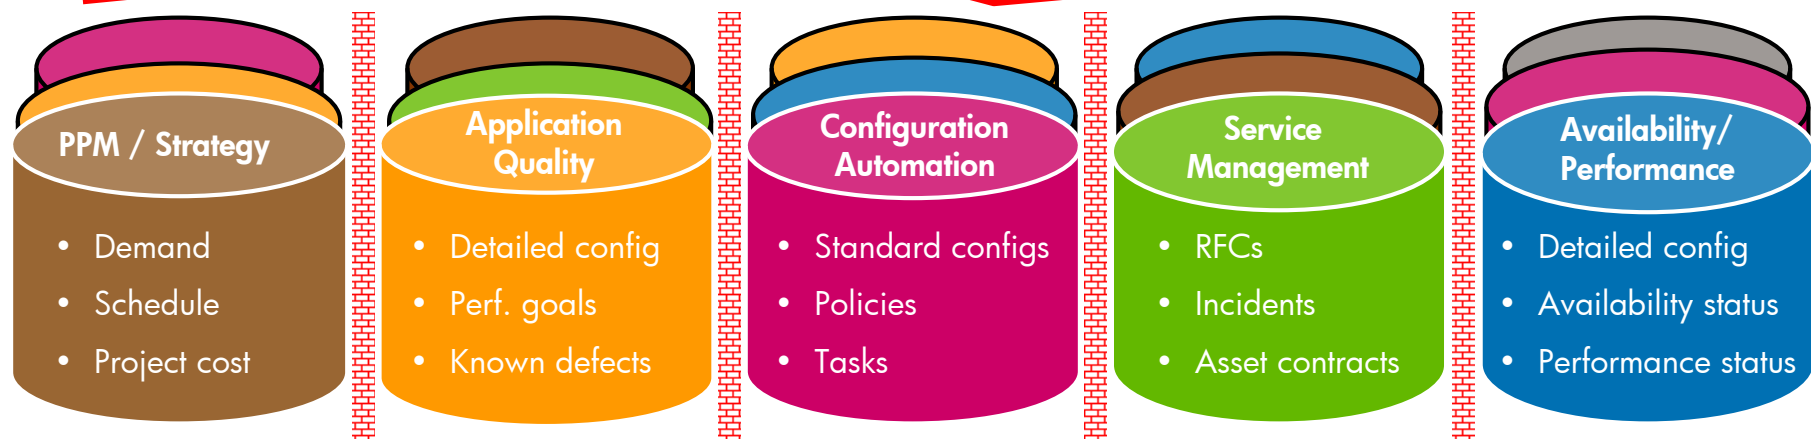 PPM / Strategy
• Demand
• Schedule
• Project cost
Application
Quality
• Detailed config
• Perf. goals
• Known defects
Configuration
Automation
• Standard configs
• Policies
• Tasks
Service
Management
• RFCs
• Incidents
• Asset contracts
Availability/
Performance
• Detailed config
• Availability status
• Performance status